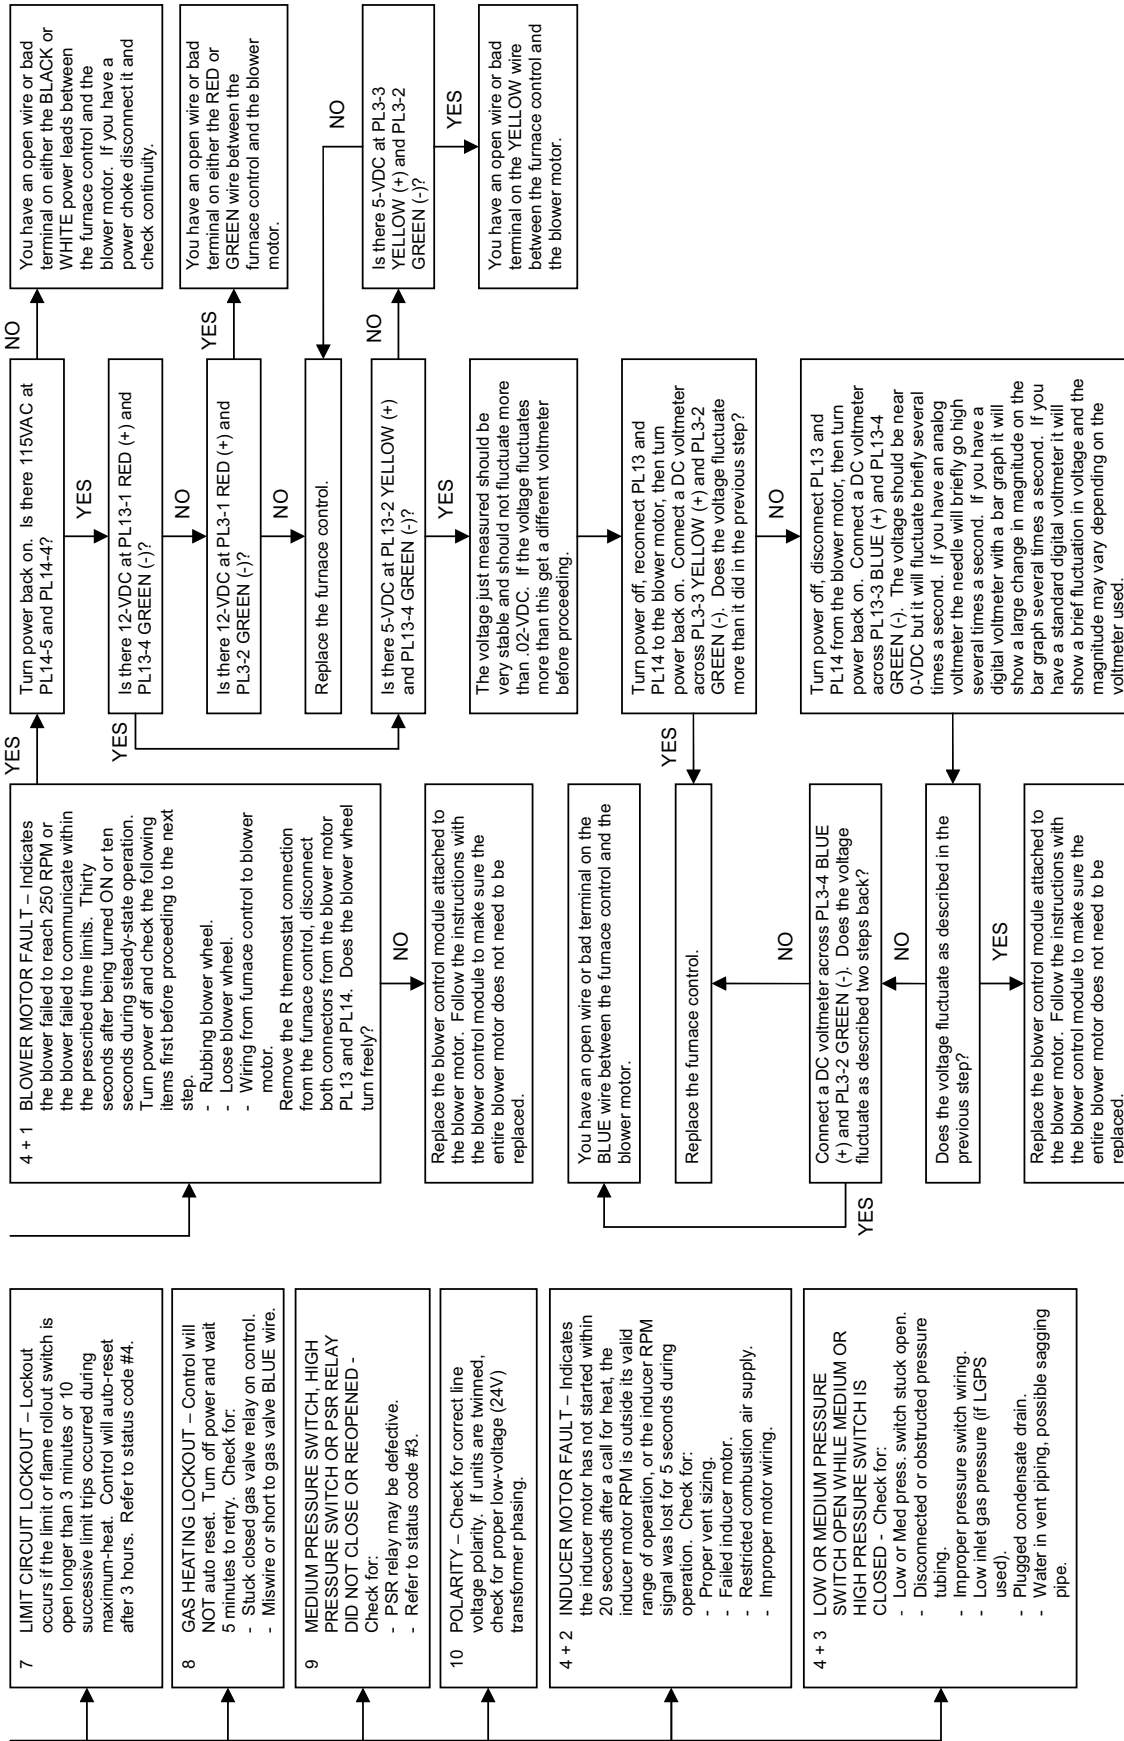 7 LIMIT CIRCUIT LOCKOUT – Lockout
occurs if the limit or flame rollout switch is
open longer than 3 minutes or 10
successive limit trips occurred during
maximum-heat. Control will auto-reset
after 3 hours. Refer to status code #4.
8 GAS HEATING LOCKOUT – Control will
NOT auto reset. Turn off power and wait
5 minutes to retry. Check for:
- Stuck closed gas valve relay on control.
- Miswire or short to gas valve BLUE wire.
9 MEDIUM PRESSURE SWITCH, HIGH
PRESSURE SWITCH OR PSR RELAY
DID NOT CLOSE OR REOPENED -
Check for:
- PSR relay may be defective.
- Refer to status code #3.
10 POLARITY – Check for correct line
voltage polarity. If units are twinned,
check for proper low-voltage (24V)
transformer phasing.
4 + 2 INDUCER MOTOR FAULT – Indicates
the inducer motor has not started within
20 seconds after a call for heat, the
inducer motor RPM is outside its valid
range of operation, or the inducer RPM
signal was lost for 5 seconds during
operation. Check for:
- Proper vent sizing.
- Failed inducer motor.
- Restricted combustion air supply.
- Improper motor wiring.
4 + 3 LOW OR MEDIUM PRESSURE
SWITCH OPEN WHILE MEDIUM OR
HIGH PRESSURE SWITCH IS
CLOSED - Check for:
- Low or Med press. switch stuck open.
- Disconnected or obstructed pressure
tubing.
- Improper pressure switch wiring.
- Low inlet gas pressure (if LGPS
used).
- Plugged condensate drain.
- Water in vent piping, possible sagging
pipe.
4 + 1 BLOWER MOTOR FAULT – Indicates
the blower failed to reach 250 RPM or
the blower failed to communicate within
the prescribed time limits. Thirty
seconds after being turned ON or ten
seconds during steady-state operation.
Turn power off and check the following
items first before proceeding to the next
step.
- Rubbing blower wheel.
- Loose blower wheel.
- Wiring from furnace control to blower
motor.
Remove the R thermostat connection
from the furnace control, disconnect
both connectors from the blower motor
PL13 and PL14. Does the blower wheel
turn freely?
NO
Replace the blower control module attached to
the blower motor. Follow the instructions with
the blower control module to make sure the
entire blower motor does not need to be
replaced.
YES
Turn power back on. Is there 115VAC at
PL14-5 and PL14-4?
NO
You have an open wire or bad
terminal on either the BLACK or
WHITE power leads between
the furnace control and the
blower motor. If you have a
power choke disconnect it and
check continuity.
YES
Is there 12-VDC at PL13-1 RED (+) and
PL13-4 GREEN (-)?
YES
NO
Is there 12-VDC at PL3-1 RED (+) and
PL3-2 GREEN (-)?
YES
You have an open wire or bad
terminal on either the RED or
GREEN wire between the
furnace control and the blower
motor.
NO
Replace the furnace control.
Is there 5-VDC at PL13-2 YELLOW (+)
and PL13-4 GREEN (-)?
NO
Is there 5-VDC at PL3-3
YELLOW (+) and PL3-2
GREEN (-)?
NO
YES
You have an open wire or bad
terminal on the YELLOW wire
between the furnace control and
the blower motor.
YES
The voltage just measured should be
very stable and should not fluctuate more
than .02-VDC. If the voltage fluctuates
more than this get a different voltmeter
before proceeding.
Turn power off, reconnect PL13 and
PL14 to the blower motor, then turn
power back on. Connect a DC voltmeter
across PL3-3 YELLOW (+) and PL3-2
GREEN (-). Does the voltage fluctuate
more than it did in the previous step?
YES
NO
Turn power off, disconnect PL13 and
PL14 from the blower motor, then turn
power back on. Connect a DC voltmeter
across PL13-3 BLUE (+) and PL13-4
GREEN (-). The voltage should be near
0-VDC but it will fluctuate briefly several
times a second. If you have an analog
voltmeter the needle will briefly go high
several times a second. If you have a
digital voltmeter with a bar graph it will
show a large change in magnitude on the
bar graph several times a second. If you
have a standard digital voltmeter it will
show a brief fluctuation in voltage and the
magnitude may vary depending on the
voltmeter used.
You have an open wire or bad terminal on the
BLUE wire between the furnace control and the
blower motor.
Replace the furnace control.
NO
Connect a DC voltmeter across PL3-4 BLUE
(+) and PL3-2 GREEN (-). Does the voltage
fluctuate as described two steps back?
YES
NO
Does the voltage fluctuate as described in the
previous step?
YES
Replace the blower control module attached to
the blower motor. Follow the instructions with
the blower control module to make sure the
entire blower motor does not need to be
replaced.